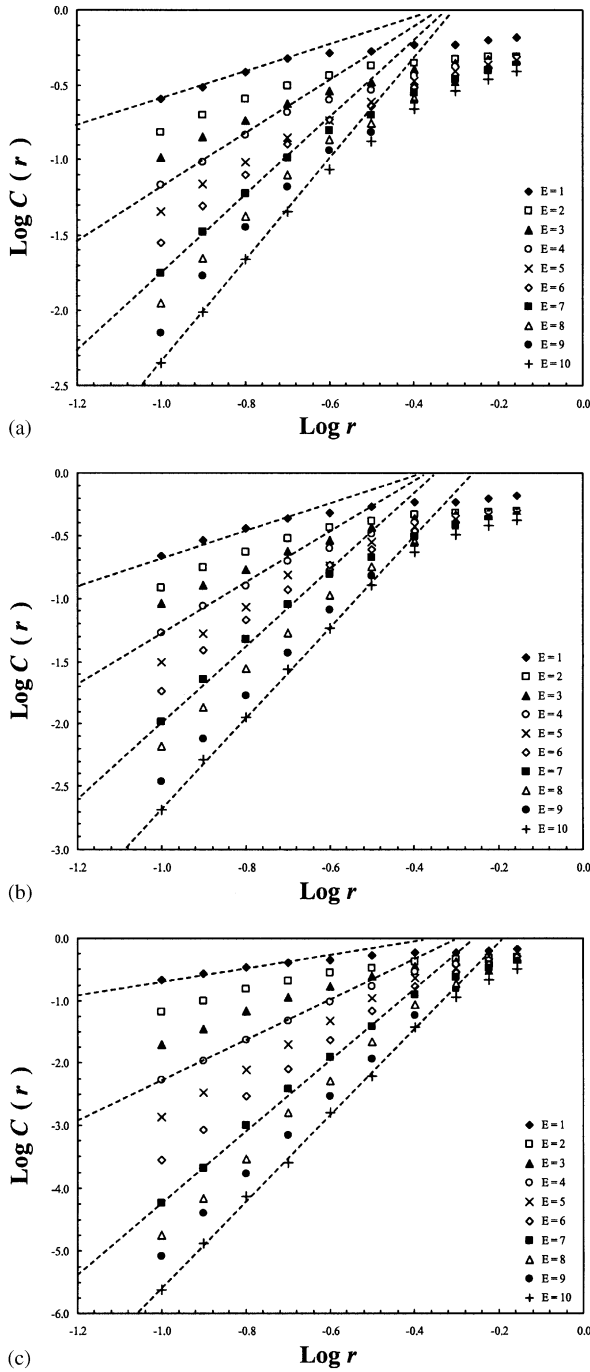 0.0
-0.5
-1.0
-1.5
-2.0
-2.5
Log C ( r )
E = 1
E = 2
E = 3
E = 4
E = 5
E = 6
E = 7
E = 8
E = 9
E = 10
-1.2 -1.0 -0.8 -0.6 -0.4 -0.2 0.0
(a)
Log r
0.0
-0.5
-1.0
-1.5
-2.0
-2.5
-3.0
Log C ( r )
E = 1
E = 2
E = 3
E = 4
E = 5
E = 6
E = 7
E = 8
E = 9
E = 10
-1.2 -1.0 -0.8 -0.6 -0.4 -0.2 0.0
(b)
Log r
0.0
-1.0
-2.0
-3.0
-4.0
-5.0
-6.0
Log C ( r )
E = 1
E = 2
E = 3
E = 4
E = 5
E = 6
E = 7
E = 8
E = 9
E = 10
-1.2 -1.0 -0.8 -0.6 -0.4 -0.2 0.0
(c)
Log r